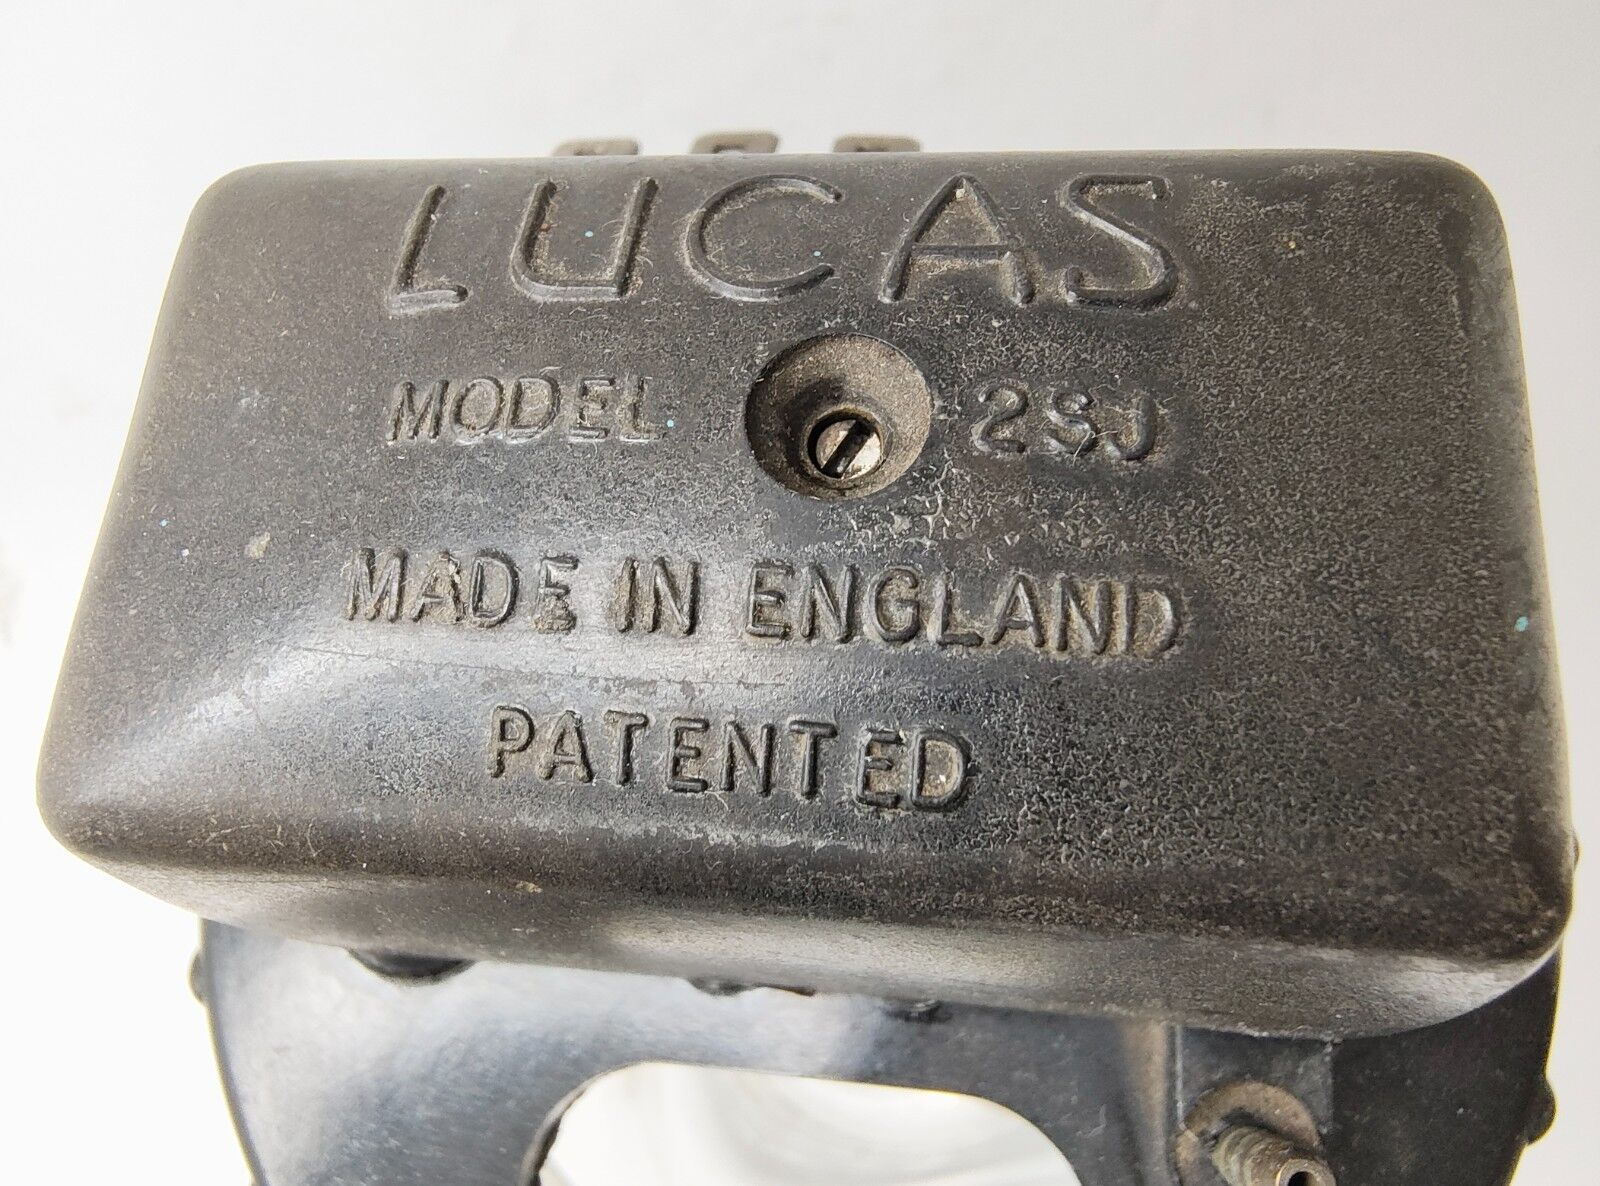 LUCAS
MODEL 2SJ
MADE IN ENGLAND
PATENTED